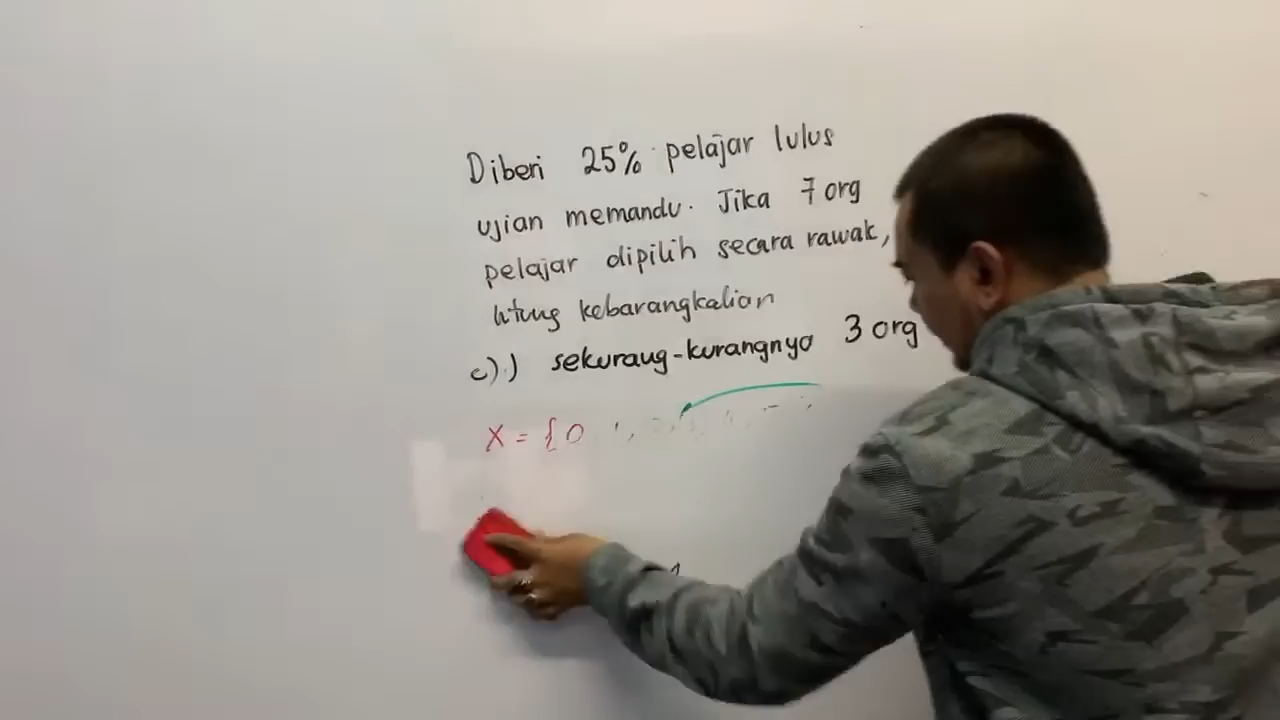 Diberi 25% pelajar lulus
ujian memandu. Jika 7 org
pelajar dipilih secara rawak,
hitung kebarangkalian
c).) sekurang-kurangnya 3 org
X = {0